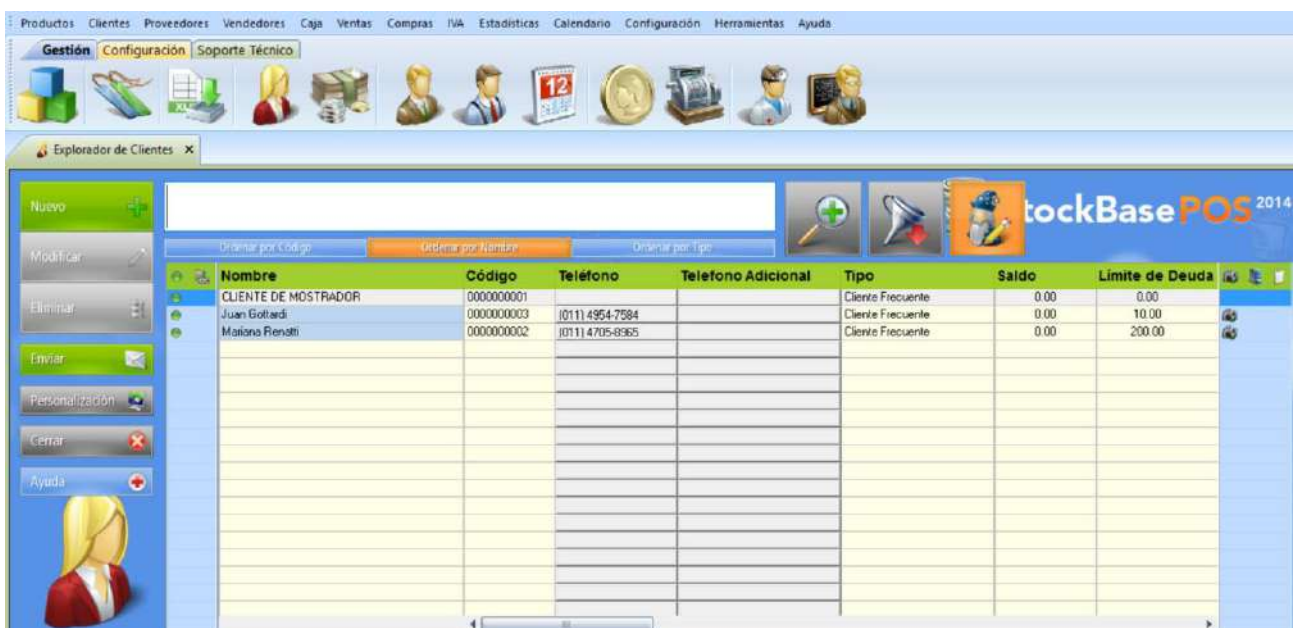 Productos Clientes Proveedores Vendedores Caja Ventas Compras IVA Estadísticas Calendario Configuración Herramientas Ayuda
Gestión Configuración Soporte Técnico
XLS
12
Explorador de Clientes X
Nuevo
Modificar
Eliminar
Enviar
Personalización
Cerrar
Ayuda
tockBase POS 2014
Ordenar por Código Ordenar por Nombre Ordenar por Tipo
Nombre Código Teléfono Telefono Adicional Tipo Saldo Límite de Deuda
CLIENTE DE MOSTRADOR 0000000001 Cliente Frecuente 0.00 0.00
Juan Gottardi 0000000003 (011) 4954-7584 Cliente Frecuente 0.00 10.00
Mariana Renatti 0000000002 (011) 4705-8965 Cliente Frecuente 0.00 200.00